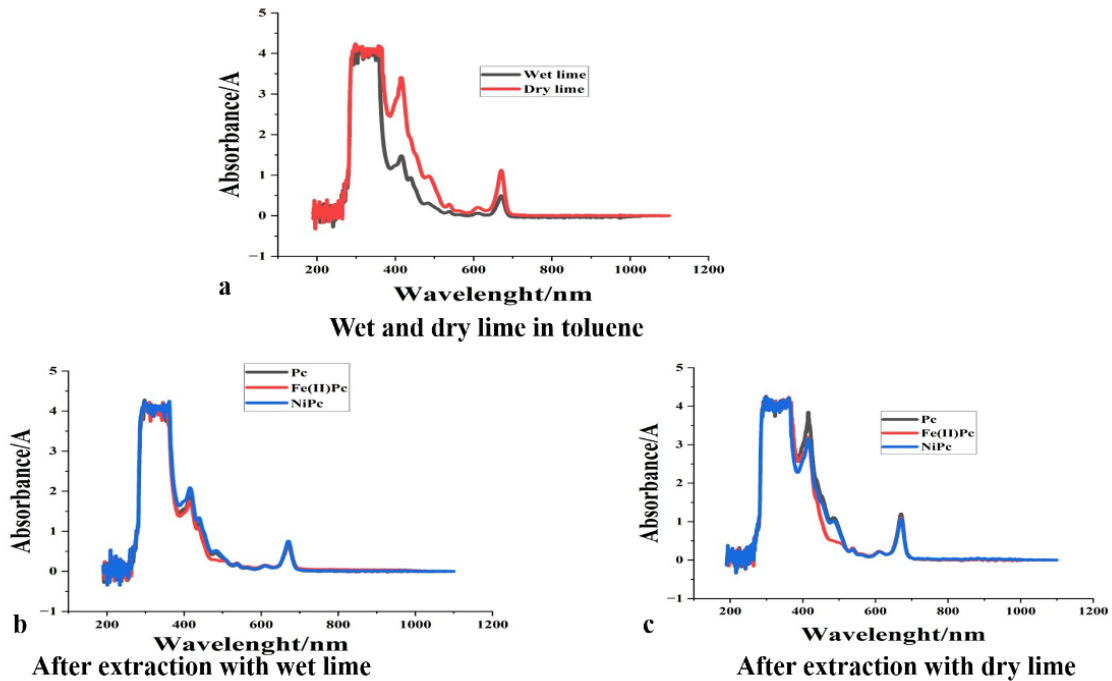 Absorbance/A
5
4
3
2
1
0
−1
Wet lime
Dry lime
200 400 600 800 1000 1200
Wavelenght/nm
a
Wet and dry lime in toluene
Absorbance/A
5
4
3
2
1
0
−1
Pc
Fe(II)Pc
NiPc
200 400 600 800 1000 1200
Wavelenght/nm
b
After extraction with wet lime
Absorbance/A
5
4
3
2
1
0
−1
Pc
Fe(II)Pc
NiPc
200 400 600 800 1000 1200
Wavelenght/nm
c
After extraction with dry lime